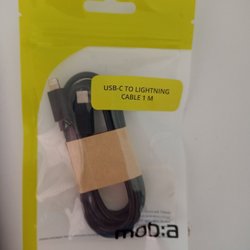 USB-C TO LIGHTNING
CABLE 1 M
mob:a